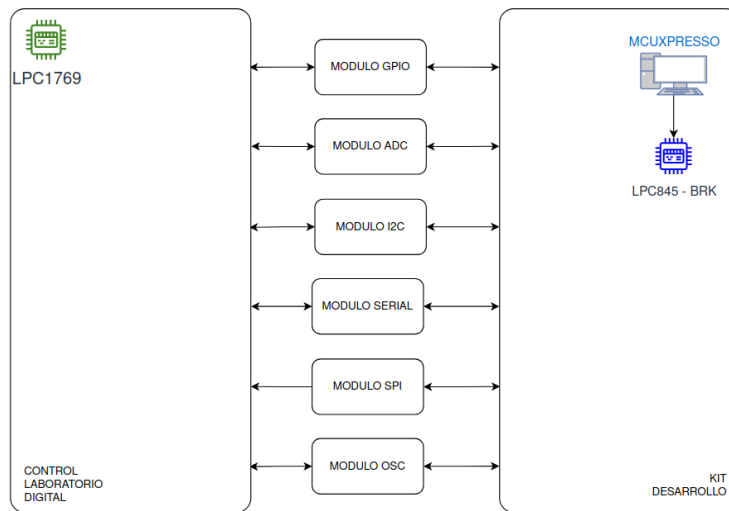 LPC1769
MODULO GPIO
MCUXPRESSO
MODULO ADC
LPC845 - BRK
MODULO I2C
MODULO SERIAL
MODULO SPI
MODULO OSC
CONTROL
LABORATORIO
DIGITAL
KIT
DESARROLLO